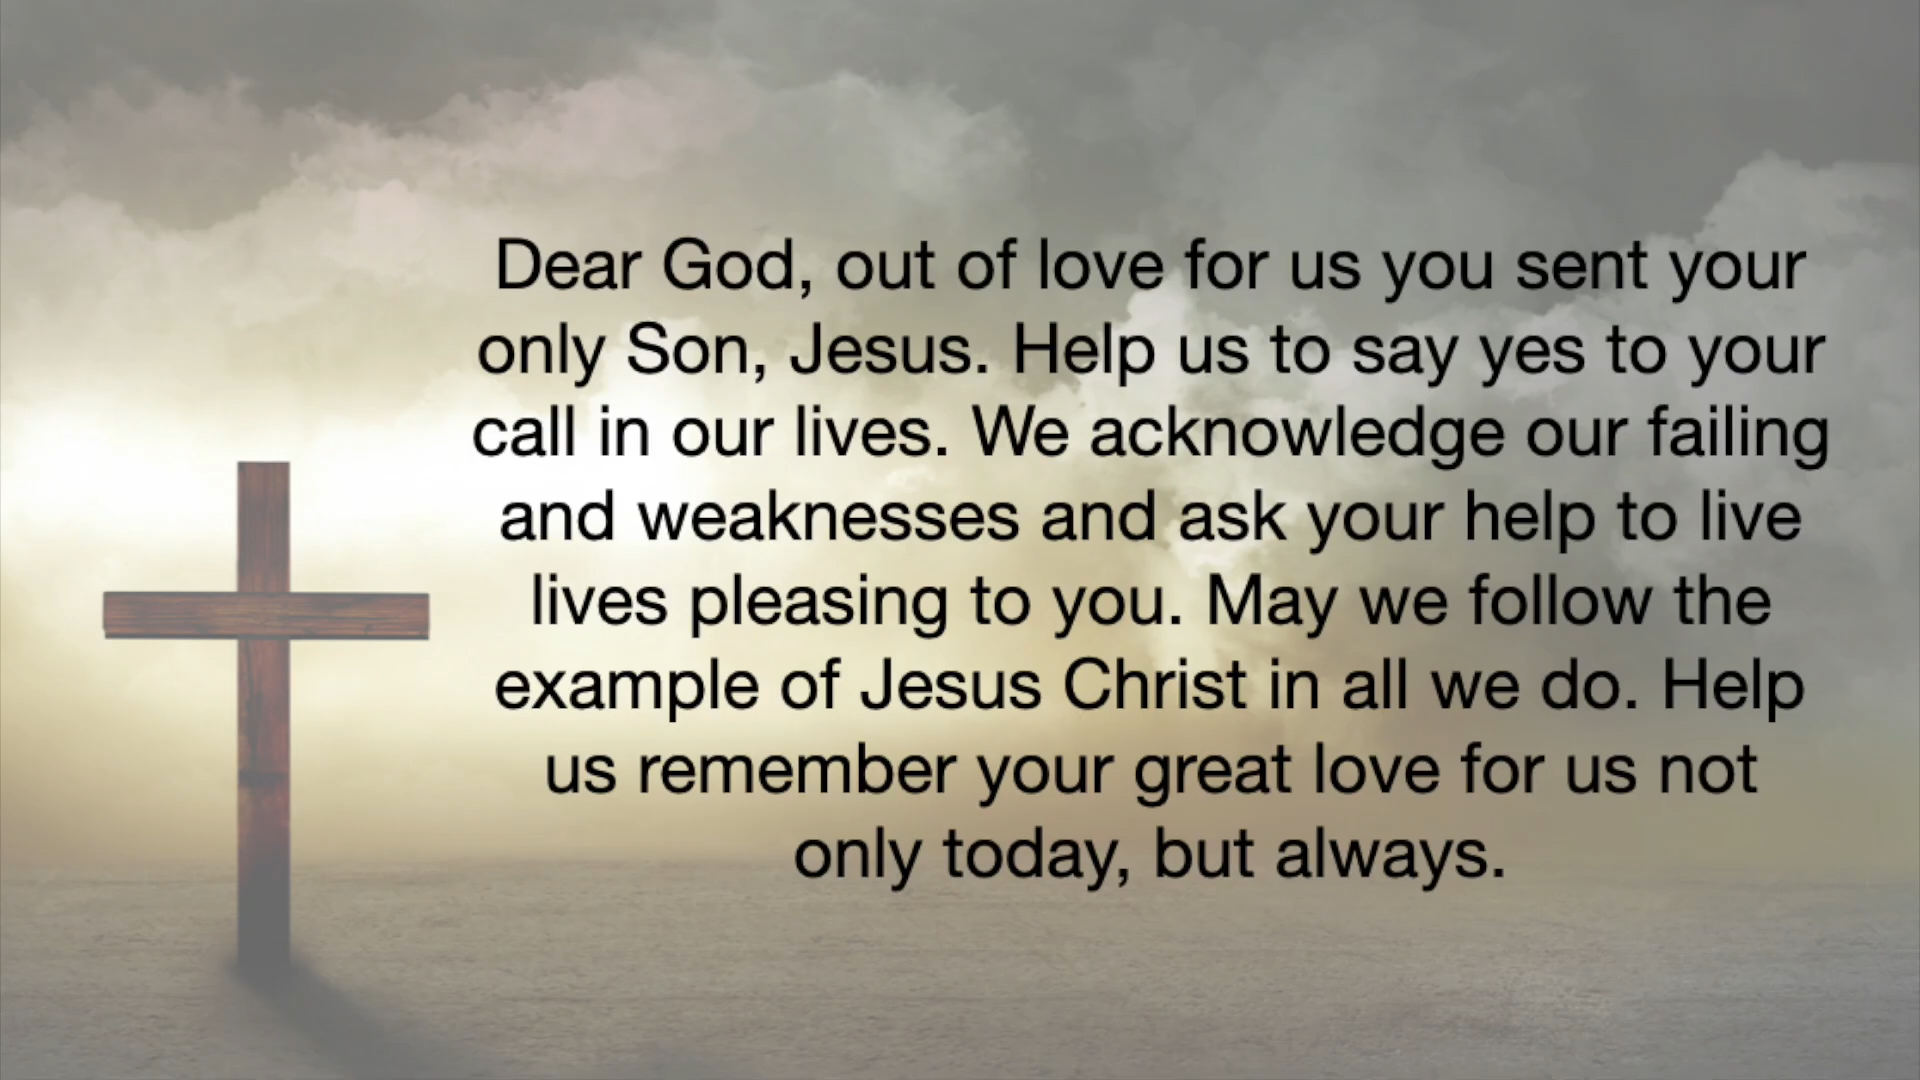 Dear God, out of love for us you sent your
only Son, Jesus. Help us to say yes to your
call in our lives. We acknowledge our failing
and weaknesses and ask your help to live
lives pleasing to you. May we follow the
example of Jesus Christ in all we do. Help
us remember your great love for us not
only today, but always.